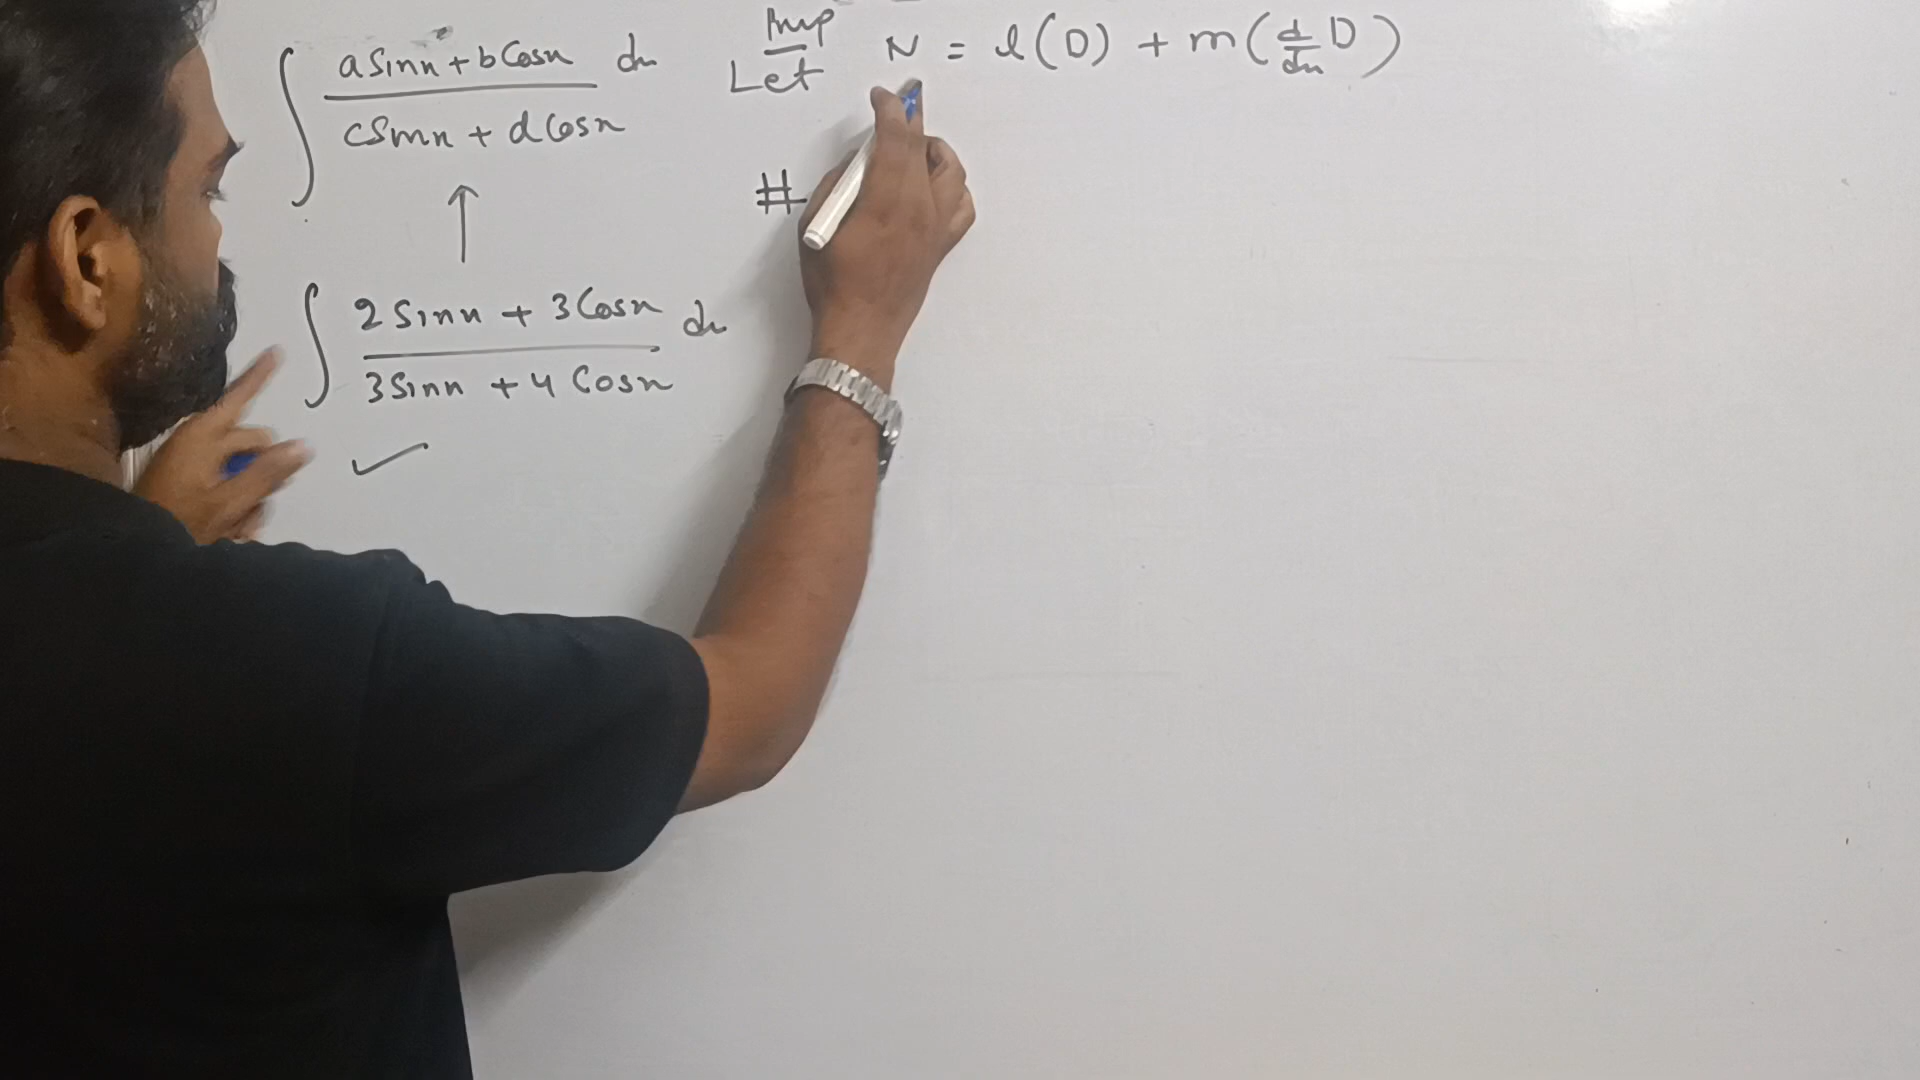 ∫ (a Sinx + b Cosx)/(c Sinx + d Cosx) dx
↑
∫ (2 Sinx + 3 Cosx)/(3 Sinx + 4 Cosx) dx
✓
Imp
Let N = l(D) + m(d/dx D)
#